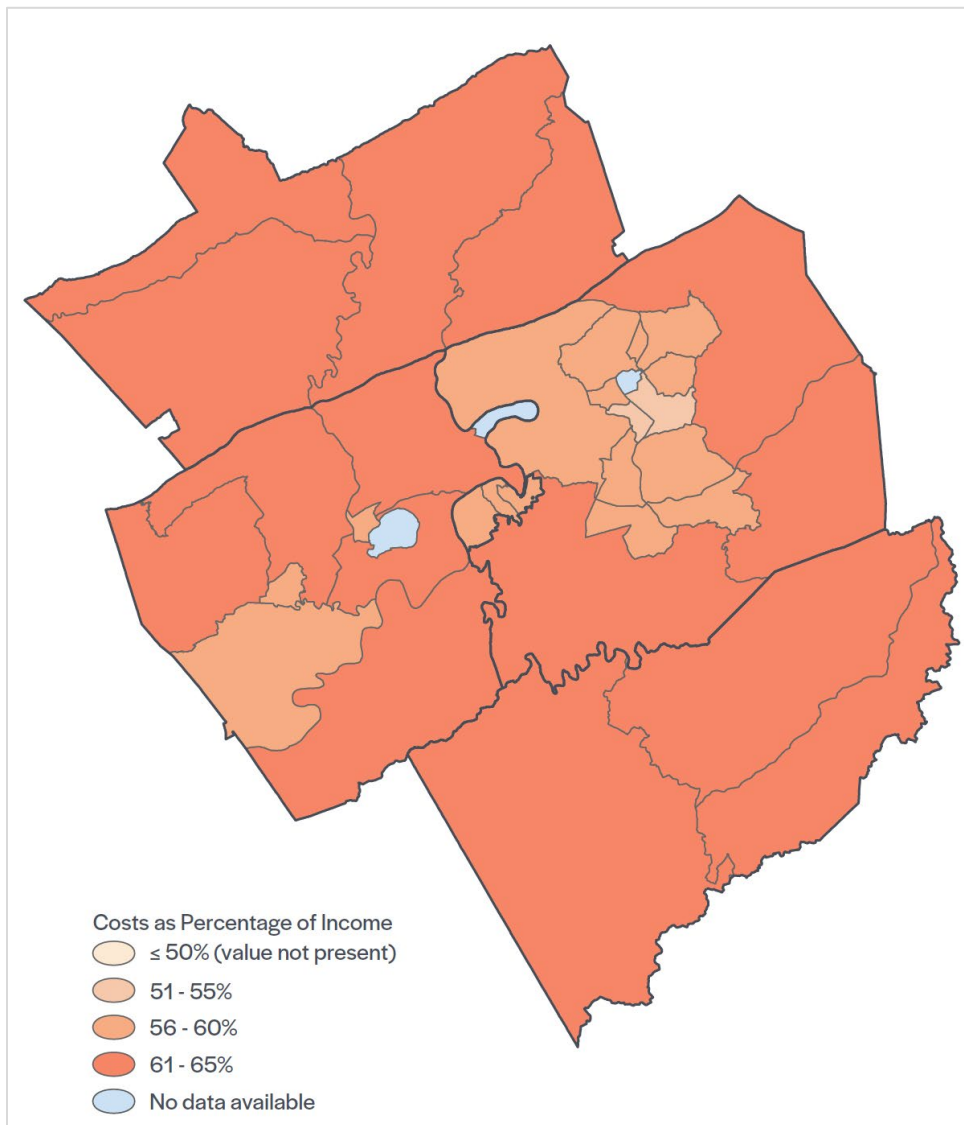 Costs as Percentage of Income
≤ 50% (value not present)
51 - 55%
56 - 60%
61 - 65%
No data available